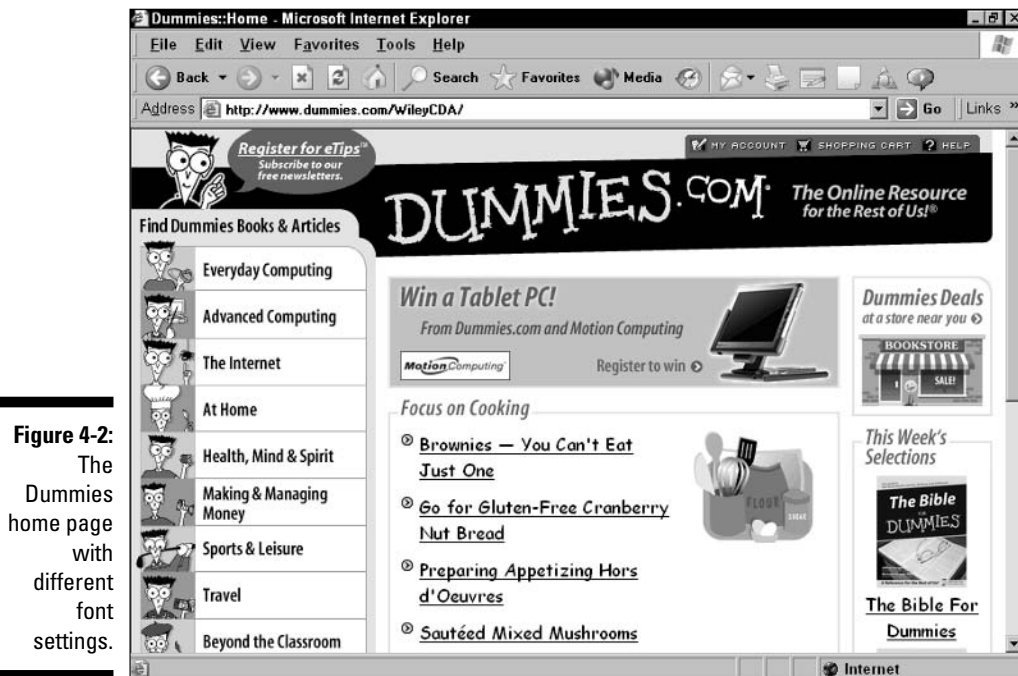 Dummies::Home - Microsoft Internet Explorer
File Edit View Favorites Tools Help
Back Search Favorites Media
Address http://www.dummies.com/WileyCDA/ Go Links »
Register for eTips™
Subscribe to our
free newsletters.
MY ACCOUNT SHOPPING CART ? HELP
DUMMIES.COM®
The Online Resource
for the Rest of Us!®
Find Dummies Books & Articles
Everyday Computing
Advanced Computing
The Internet
At Home
Health, Mind & Spirit
Making & Managing
Money
Sports & Leisure
Travel
Beyond the Classroom
Win a Tablet PC!
From Dummies.com and Motion Computing
Motion Computing
Register to win
Focus on Cooking
Brownies — You Can't Eat
Just One
Go for Gluten-Free Cranberry
Nut Bread
Preparing Appetizing Hors
d'Oeuvres
Sautéed Mixed Mushrooms
FLOUR
SUGAR
Dummies Deals
at a store near you
BOOKSTORE
SALE!
This Week's
Selections
The Bible
FOR
DUMMIES
The Bible For
Dummies
Internet
Figure 4-2:
The
Dummies
home page
with
different
font
settings.